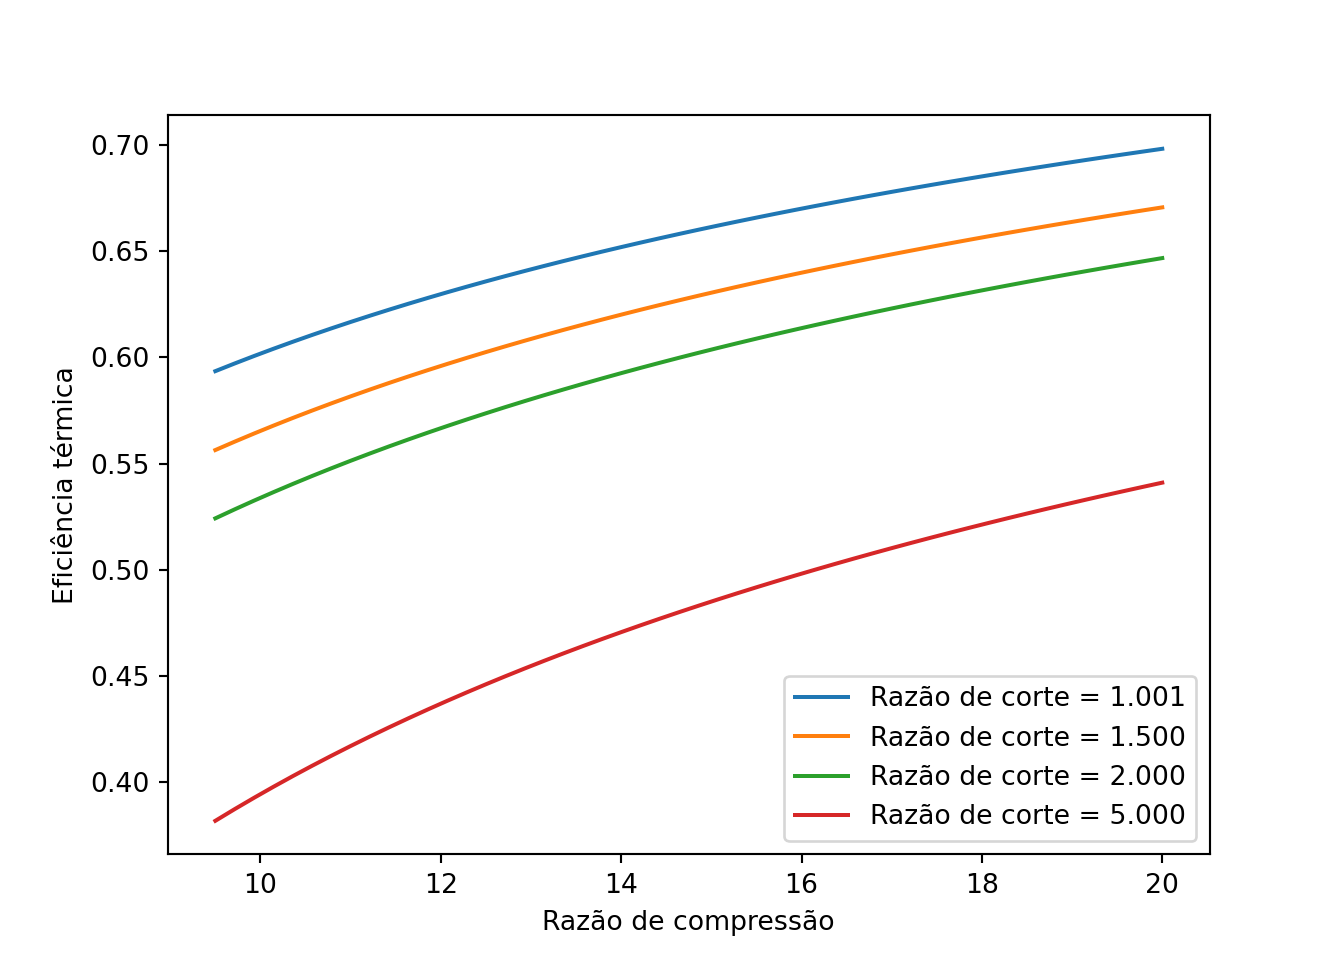 0.70
0.65
0.60
0.55
0.50
0.45
0.40
Eficiência térmica
10 12 14 16 18 20
Razão de compressão
Razão de corte = 1.001
Razão de corte = 1.500
Razão de corte = 2.000
Razão de corte = 5.000